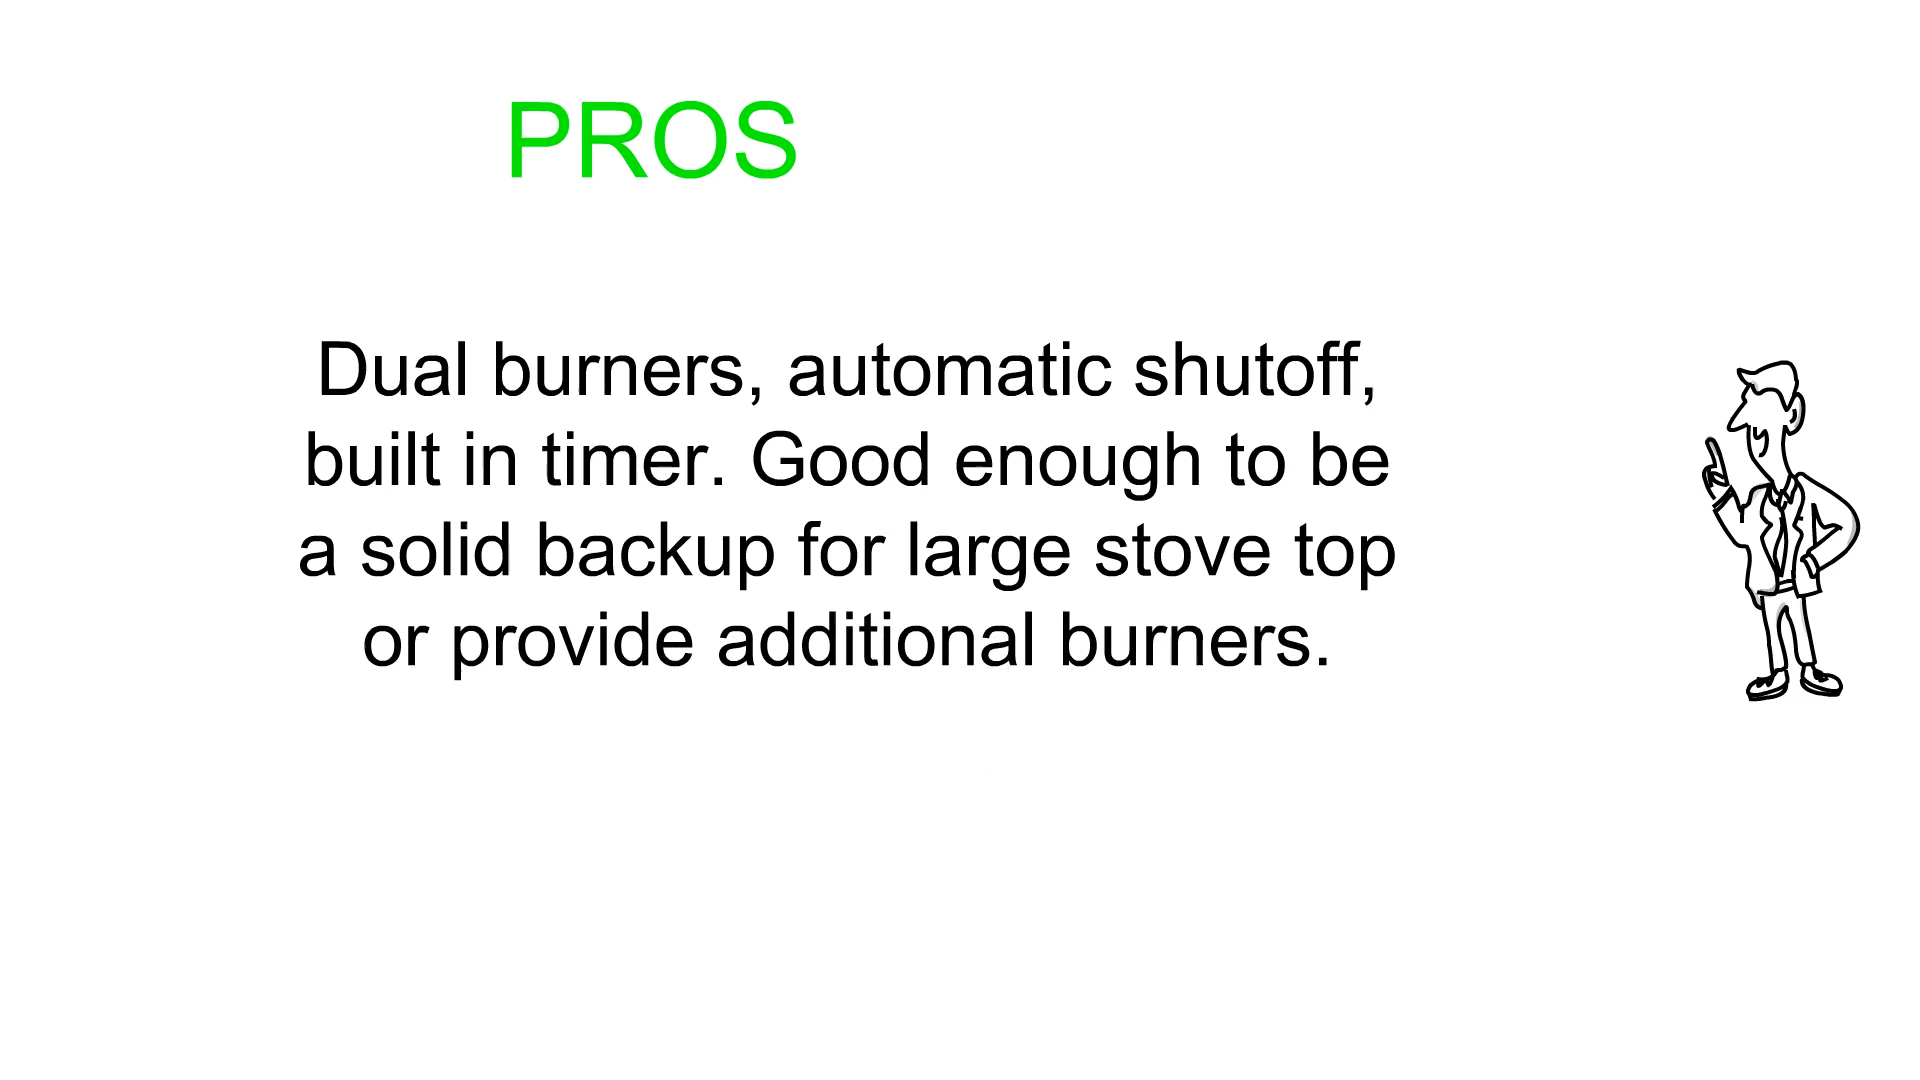 PROS
Dual burners, automatic shutoff,
built in timer. Good enough to be
a solid backup for large stove top
or provide additional burners.